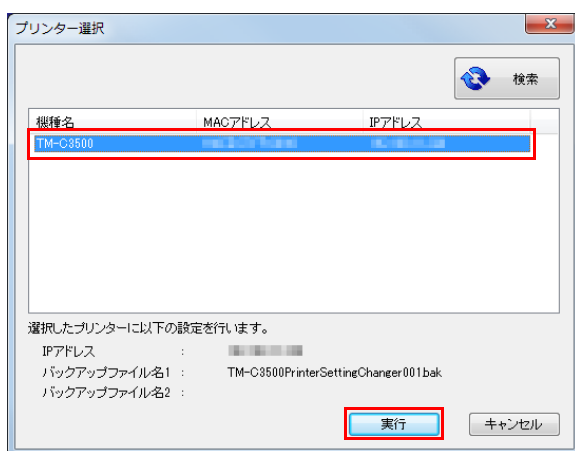 プリンター選択
検索
機種名 MACアドレス IPアドレス
TM-C3500
選択したプリンターに以下の設定を行います。
IPアドレス :
バックアップファイル名1 : TM-C3500PrinterSettingChanger001.bak
バックアップファイル名2 :
実行 キャンセル